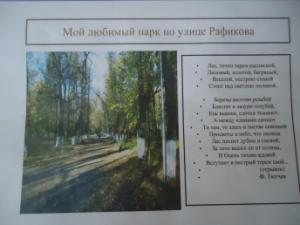 Мой любимый парк по улице Рафикова
Лес, точно терем расписной,
Лиловый, золотой, багряный,
Веселой, пестрою стеной
Стоит над светлою поляной.
Березы желтою резьбой
Блестят в лазури голубой,
Как вышки, елочки темнеют,
А между кленами синеют
То там, то здесь в листве сквозной
Просветы в небо, что оконца.
Лес пахнет дубом и сосной,
За лето высох он от солнца,
И Осень тихою вдовой
Вступает в пестрый терем свой...
(отрывок)
Ф. Тютчев